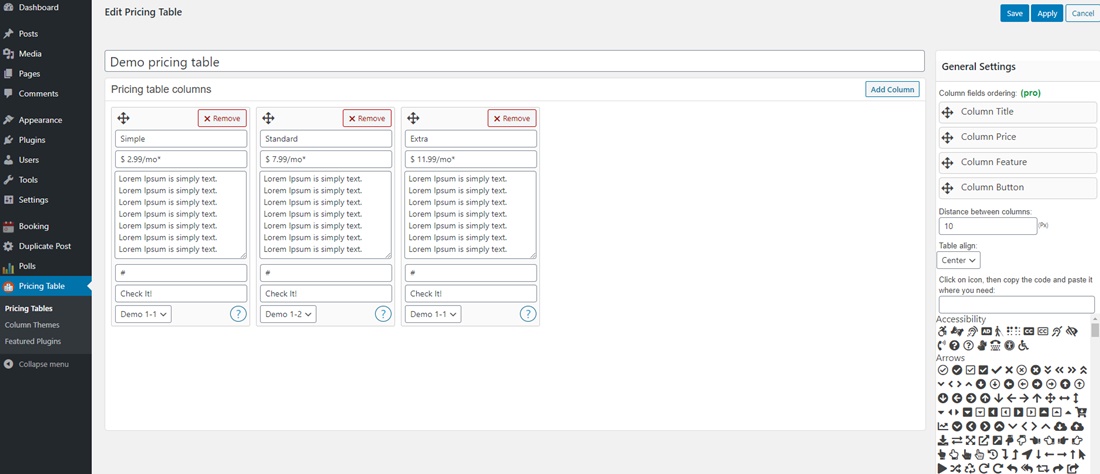 Dashboard
Posts
Media
Pages
Comments
Appearance
Plugins
Users
Tools
Settings
Booking
Duplicate Post
Polls
Pricing Table
Pricing Tables
Column Themes
Featured Plugins
Collapse menu
Edit Pricing Table
Save
Apply
Cancel
Demo pricing table
Pricing table columns
Add Column
Remove
Simple
$ 2.99/mo*
Lorem Ipsum is simply text.
Lorem Ipsum is simply text.
Lorem Ipsum is simply text.
Lorem Ipsum is simply text.
Lorem Ipsum is simply text.
Lorem Ipsum is simply text.
Lorem Ipsum is simply text.
#
Check It!
Demo 1-1
?
Remove
Standard
$ 7.99/mo*
Lorem Ipsum is simply text.
Lorem Ipsum is simply text.
Lorem Ipsum is simply text.
Lorem Ipsum is simply text.
Lorem Ipsum is simply text.
Lorem Ipsum is simply text.
Lorem Ipsum is simply text.
#
Check It!
Demo 1-2
?
Remove
Extra
$ 11.99/mo*
Lorem Ipsum is simply text.
Lorem Ipsum is simply text.
Lorem Ipsum is simply text.
Lorem Ipsum is simply text.
Lorem Ipsum is simply text.
Lorem Ipsum is simply text.
Lorem Ipsum is simply text.
#
Check It!
Demo 1-1
?
General Settings
Column fields ordering: (pro)
Column Title
Column Price
Column Feature
Column Button
Distance between columns:
10
(Px)
Table align:
Center
Click on icon, then copy the code and paste it
where you need:
Accessibility
Arrows